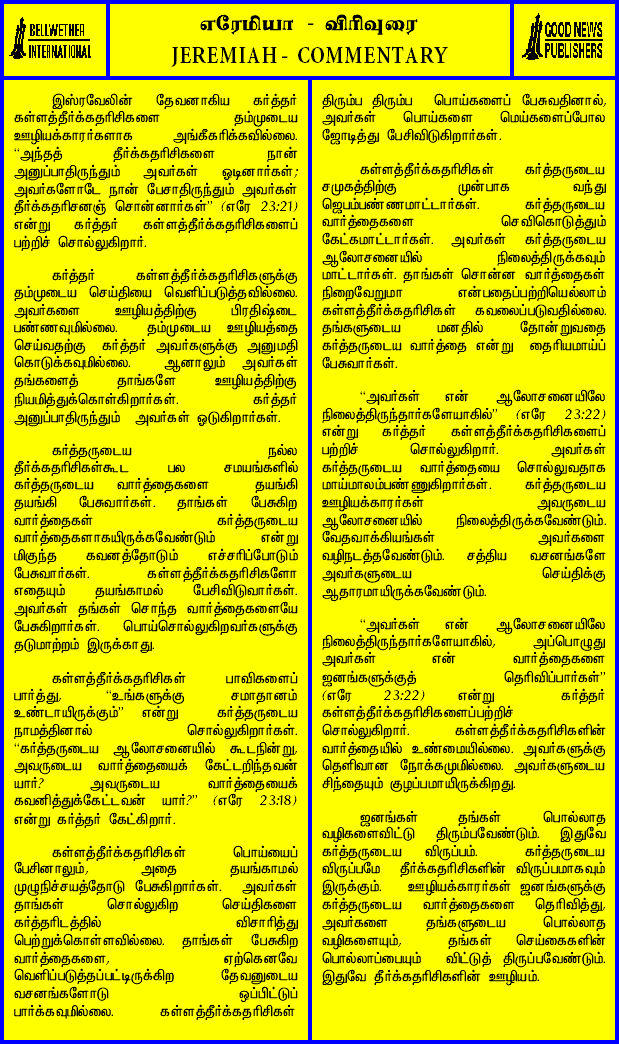 BELLWETHER
INTERNATIONAL
எரேமியா - விரிவுரை
JEREMIAH - COMMENTARY
GOOD NEWS
PUBLISHERS
இஸ்ரவேலின் தேவனாகிய கர்த்தர்
கள்ளத்தீர்க்கதரிசிகளை தம்முடைய
ஊழியக்காரர்களாக அங்கீகரிக்கவில்லை.
“அந்தத் தீர்க்கதரிசிகளை நான்
அனுப்பாதிருந்தும் அவர்கள் ஓடினார்கள்;
அவர்களோடே நான் பேசாதிருந்தும் அவர்கள்
தீர்க்கதரிசனஞ் சொன்னார்கள்” (எரே 23:21)
என்று கர்த்தர் கள்ளத்தீர்க்கதரிசிகளைப்
பற்றிச் சொல்லுகிறார்.
கர்த்தர் கள்ளத்தீர்க்கதரிசிகளுக்கு
தம்முடைய செய்தியை வெளிப்படுத்தவில்லை.
அவர்களை ஊழியத்திற்கு பிரதிஷ்டை
பண்ணவுமில்லை. தம்முடைய ஊழியத்தை
செய்வதற்கு கர்த்தர் அவர்களுக்கு அனுமதி
கொடுக்கவுமில்லை. ஆனாலும் அவர்கள்
தங்களைத் தாங்களே ஊழியத்திற்கு
நியமித்துக்கொள்கிறார்கள். கர்த்தர்
அனுப்பாதிருந்தும் அவர்கள் ஓடுகிறார்கள்.
கர்த்தருடைய நல்ல
தீர்க்கதரிசிகள்கூட பல சமயங்களில்
கர்த்தருடைய வார்த்தைகளை தயங்கி
தயங்கி பேசுவார்கள். தாங்கள் பேசுகிற
வார்த்தைகள் கர்த்தருடைய
வார்த்தைகளாகயிருக்கவேண்டும் என்று
மிகுந்த கவனத்தோடும் எச்சரிப்போடும்
பேசுவார்கள். கள்ளத்தீர்க்கதரிசிகளோ
எதையும் தயங்காமல் பேசிவிடுவார்கள்.
அவர்கள் தங்கள் சொந்த வார்த்தைகளையே
பேசுகிறார்கள். பொய்சொல்லுகிறவர்களுக்கு
தடுமாற்றம் இருக்காது.
கள்ளத்தீர்க்கதரிசிகள் பாவிகளைப்
பார்த்து, “உங்களுக்கு சமாதானம்
உண்டாயிருக்கும்” என்று கர்த்தருடைய
நாமத்தினால் சொல்லுகிறார்கள்.
“கர்த்தருடைய ஆலோசனையில் கூடநின்று,
அவருடைய வார்த்தையைக் கேட்டறிந்தவன்
யார்? அவருடைய வார்த்தையைக்
கவனித்துக்கேட்டவன் யார்?” (எரே 23:18)
என்று கர்த்தர் கேட்கிறார்.
கள்ளத்தீர்க்கதரிசிகள் பொய்யைப்
பேசினாலும், அதை தயங்காமல்
முழுநிச்சயத்தோடு பேசுகிறார்கள். அவர்கள்
தாங்கள் சொல்லுகிற செய்திகளை
கர்த்தரிடத்தில் விசாரித்து
பெற்றுக்கொள்ளவில்லை. தாங்கள் பேசுகிற
வார்த்தைகளை, ஏற்கெனவே
வெளிப்படுத்தப்பட்டிருக்கிற தேவனுடைய
வசனங்களோடு ஒப்பிட்டுப்
பார்க்கவுமில்லை. கள்ளத்தீர்க்கதரிசிகள்
திரும்ப திரும்ப பொய்களைப் பேசுவதினால்,
அவர்கள் பொய்களை மெய்களைப்போல
ஜோடித்து பேசிவிடுகிறார்கள்.
கள்ளத்தீர்க்கதரிசிகள் கர்த்தருடைய
சமுகத்திற்கு முன்பாக வந்து
ஜெபம்பண்ணமாட்டார்கள். கர்த்தருடைய
வார்த்தைகளை செவிகொடுத்தும்
கேட்கமாட்டார்கள். அவர்கள் கர்த்தருடைய
ஆலோசனையில் நிலைத்திருக்கவும்
மாட்டார்கள். தாங்கள் சொன்ன வார்த்தைகள்
நிறைவேறுமா என்பதைப்பற்றியெல்லாம்
கள்ளத்தீர்க்கதரிசிகள் கவலைப்படுவதில்லை.
தங்களுடைய மனதில் தோன்றுவதை
கர்த்தருடைய வார்த்தை என்று தைரியமாய்ப்
பேசுவார்கள்.
“அவர்கள் என் ஆலோசனையிலே
நிலைத்திருந்தார்களேயாகில்” (எரே 23:22)
என்று கர்த்தர் கள்ளத்தீர்க்கதரிசிகளைப்
பற்றிச் சொல்லுகிறார். அவர்கள்
கர்த்தருடைய வார்த்தையை சொல்லுவதாக
மாய்மாலம்பண்ணுகிறார்கள். கர்த்தருடைய
ஊழியக்காரர்கள் அவருடைய
ஆலோசனையில் நிலைத்திருக்கவேண்டும்.
வேதவாக்கியங்கள் அவர்களை
வழிநடத்தவேண்டும். சத்திய வசனங்களே
அவர்களுடைய செய்திக்கு
ஆதாரமாயிருக்கவேண்டும்.
“அவர்கள் என் ஆலோசனையிலே
நிலைத்திருந்தார்களேயாகில், அப்பொழுது
அவர்கள் என் வார்த்தைகளை
ஜனங்களுக்குத் தெரிவிப்பார்கள்”
(எரே 23:22) என்று கர்த்தர்
கள்ளத்தீர்க்கதரிசிகளைப்பற்றிச்
சொல்லுகிறார். கள்ளத்தீர்க்கதரிசிகளின்
வார்த்தையில் உண்மையில்லை. அவர்களுக்கு
தெளிவான நோக்கமுமில்லை. அவர்களுடைய
சிந்தையும் குழப்பமாயிருக்கிறது.
ஜனங்கள் தங்கள் பொல்லாத
வழிகளைவிட்டு திரும்பவேண்டும். இதுவே
கர்த்தருடைய விருப்பம். கர்த்தருடைய
விருப்பமே தீர்க்கதரிசிகளின் விருப்பமாகவும்
இருக்கும். ஊழியக்காரர்கள் ஜனங்களுக்கு
கர்த்தருடைய வார்த்தைகளை தெரிவித்து,
அவர்களை தங்களுடைய பொல்லாத
வழிகளையும், தங்கள் செய்கைகளின்
பொல்லாப்பையும் விட்டுத் திருப்பவேண்டும்.
இதுவே தீர்க்கதரிசிகளின் ஊழியம்.